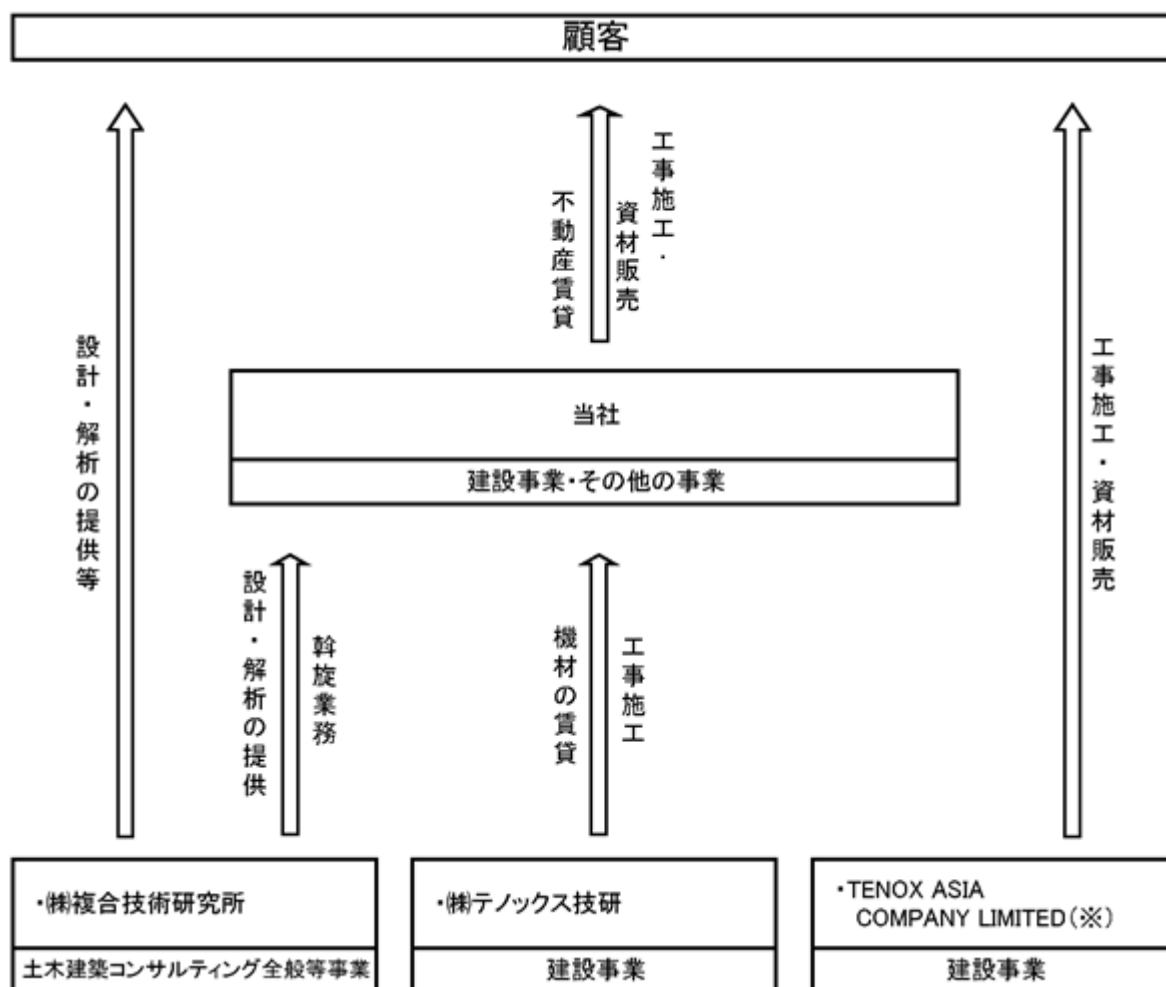 顧客
工事施工・
資材販売
不動産賃貸
設計・解析の提供等
工事施工・資材販売
当社
建設事業・その他の事業
斡旋業務
設計・解析の提供
工事施工
機材の賃貸
・㈱複合技術研究所
土木建築コンサルティング全般等事業
・㈱テノックス技研
建設事業
・TENOX ASIA
COMPANY LIMITED(※)
建設事業